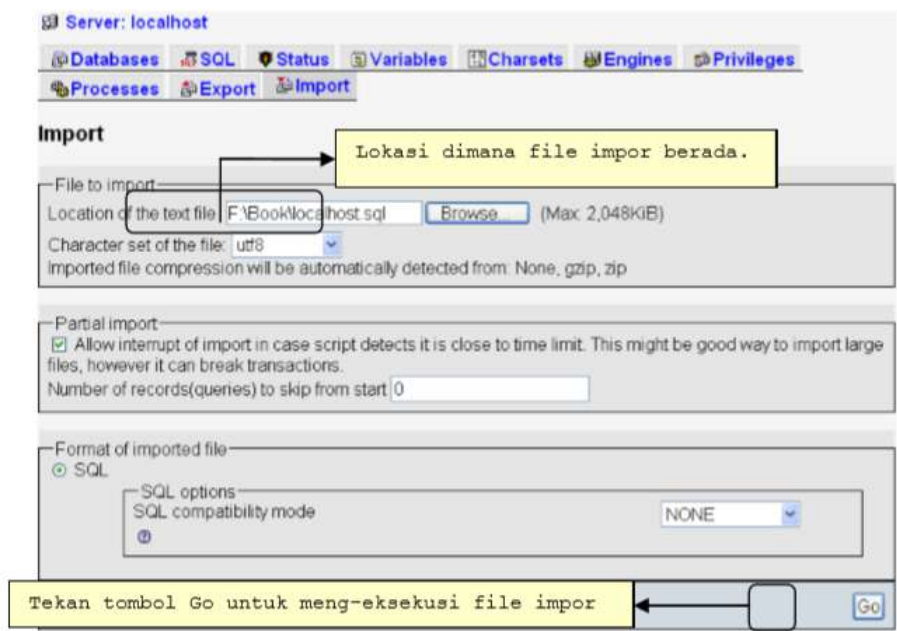 Server: localhost
Databases SQL Status Variables Charsets Engines Privileges
Processes Export Import
Import
Lokasi dimana file impor berada.
File to import
Location of the text file F:\Book\localhost.sql Browse... (Max: 2,048KiB)
Character set of the file: utf8
Imported file compression will be automatically detected from: None, gzip, zip
Partial import
Allow interrupt of import in case script detects it is close to time limit. This might be good way to import large
files, however it can break transactions.
Number of records(queries) to skip from start 0
Format of imported file
SQL
SQL options
SQL compatibility mode NONE
Tekan tombol Go untuk meng-eksekusi file impor
Go